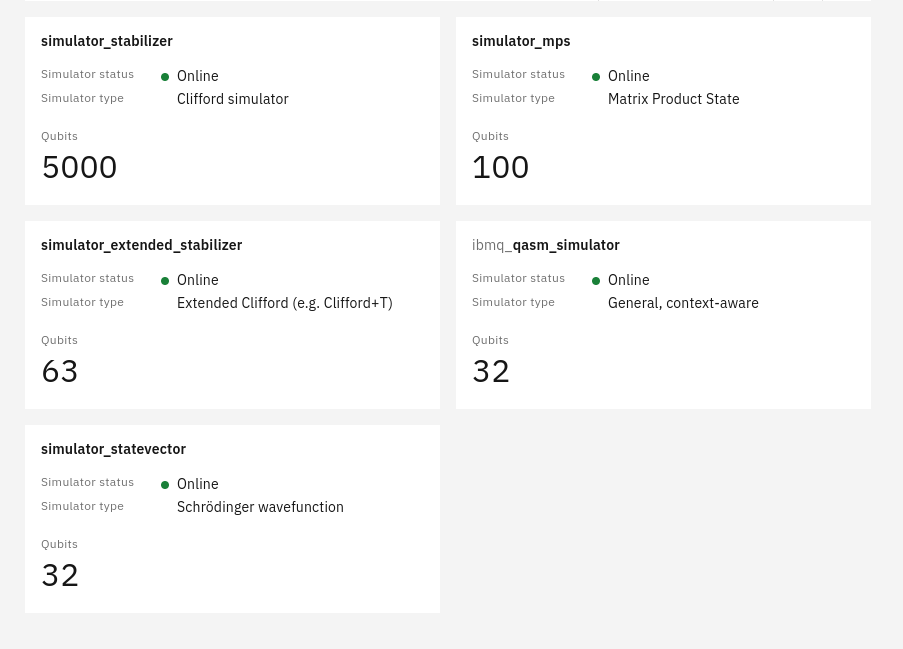 simulator_stabilizer
Simulator status Online
Simulator type Clifford simulator
Qubits
5000
simulator_mps
Simulator status Online
Simulator type Matrix Product State
Qubits
100
simulator_extended_stabilizer
Simulator status Online
Simulator type Extended Clifford (e.g. Clifford+T)
Qubits
63
ibmq_qasm_simulator
Simulator status Online
Simulator type General, context-aware
Qubits
32
simulator_statevector
Simulator status Online
Simulator type Schrödinger wavefunction
Qubits
32